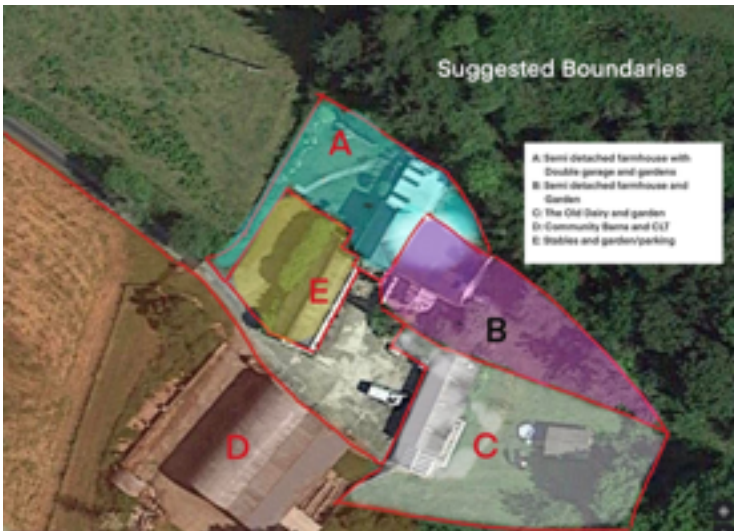 Suggested Boundaries
A: Semi detached farmhouse with
Double garage and gardens
B: Semi detached farmhouse and
Garden
C: The Old Dairy and garden
D: Community Barns and CLT
E: Stables and garden/parking
A
E
B
D
C